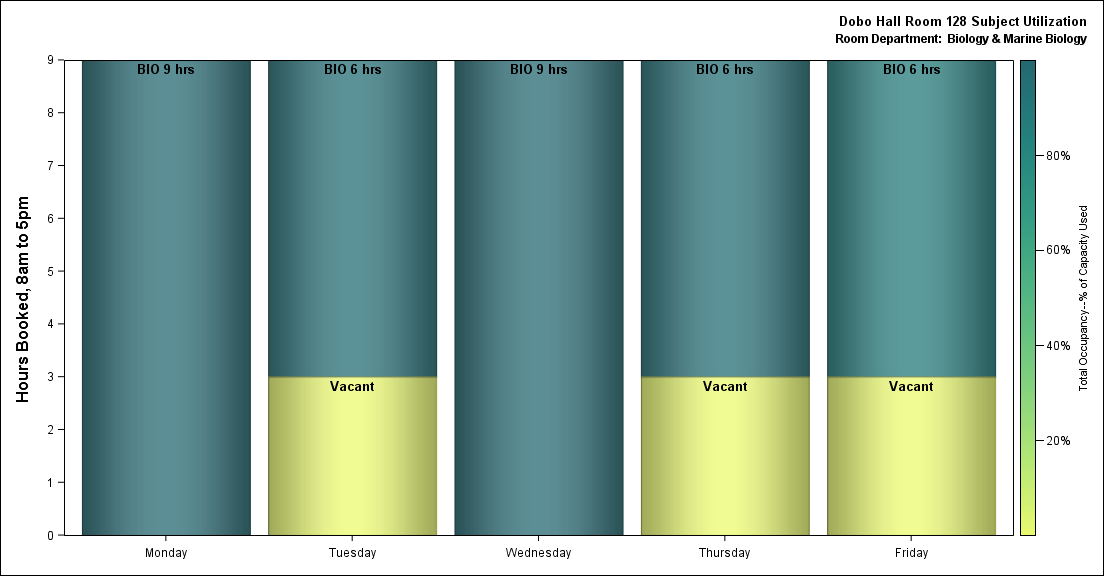 Dobo Hall Room 128 Subject Utilization
Room Department: Biology & Marine Biology
Hours Booked, 8am to 5pm
9
8
7
6
5
4
3
2
1
0
BIO 9 hrs
BIO 6 hrs
BIO 9 hrs
BIO 6 hrs
BIO 6 hrs
Vacant
Vacant
Vacant
Monday
Tuesday
Wednesday
Thursday
Friday
80%
60%
40%
20%
Total Occupancy--% of Capacity Used